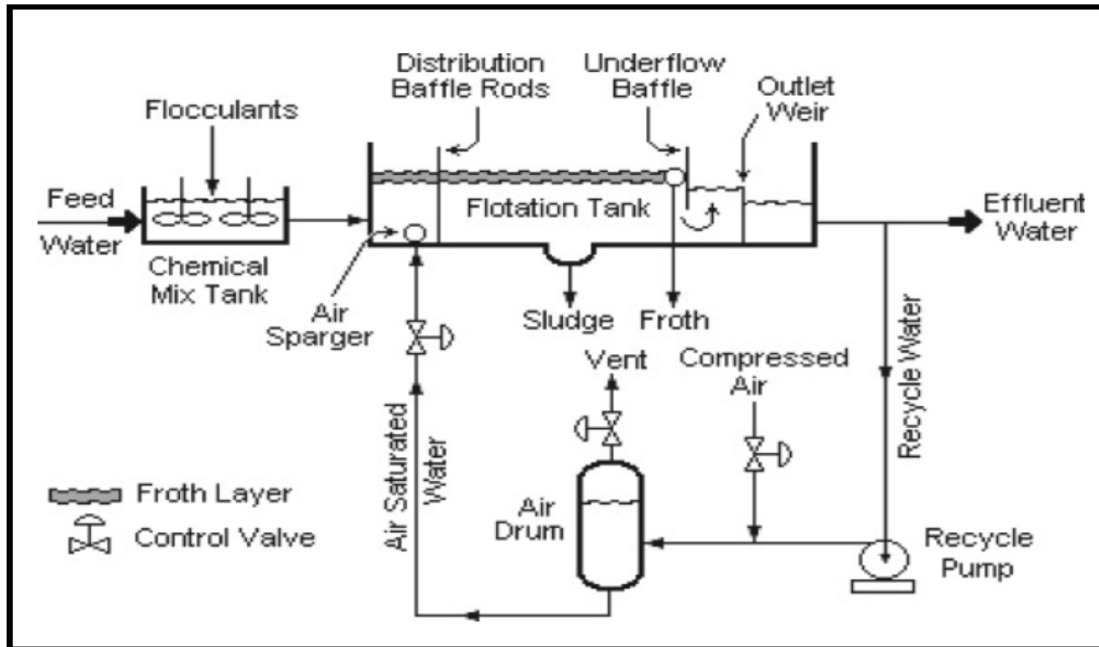 Distribution
Baffle Rods
Underflow
Baffle
Outlet
Weir
Flocculants
Feed
Water
Flotation Tank
Effluent
Water
Chemical
Mix Tank
Air
Sparger
Sludge
Froth
Vent
Compressed
Air
Recycle Water
Air Saturated
Water
Froth Layer
Control Valve
Air
Drum
Recycle
Pump